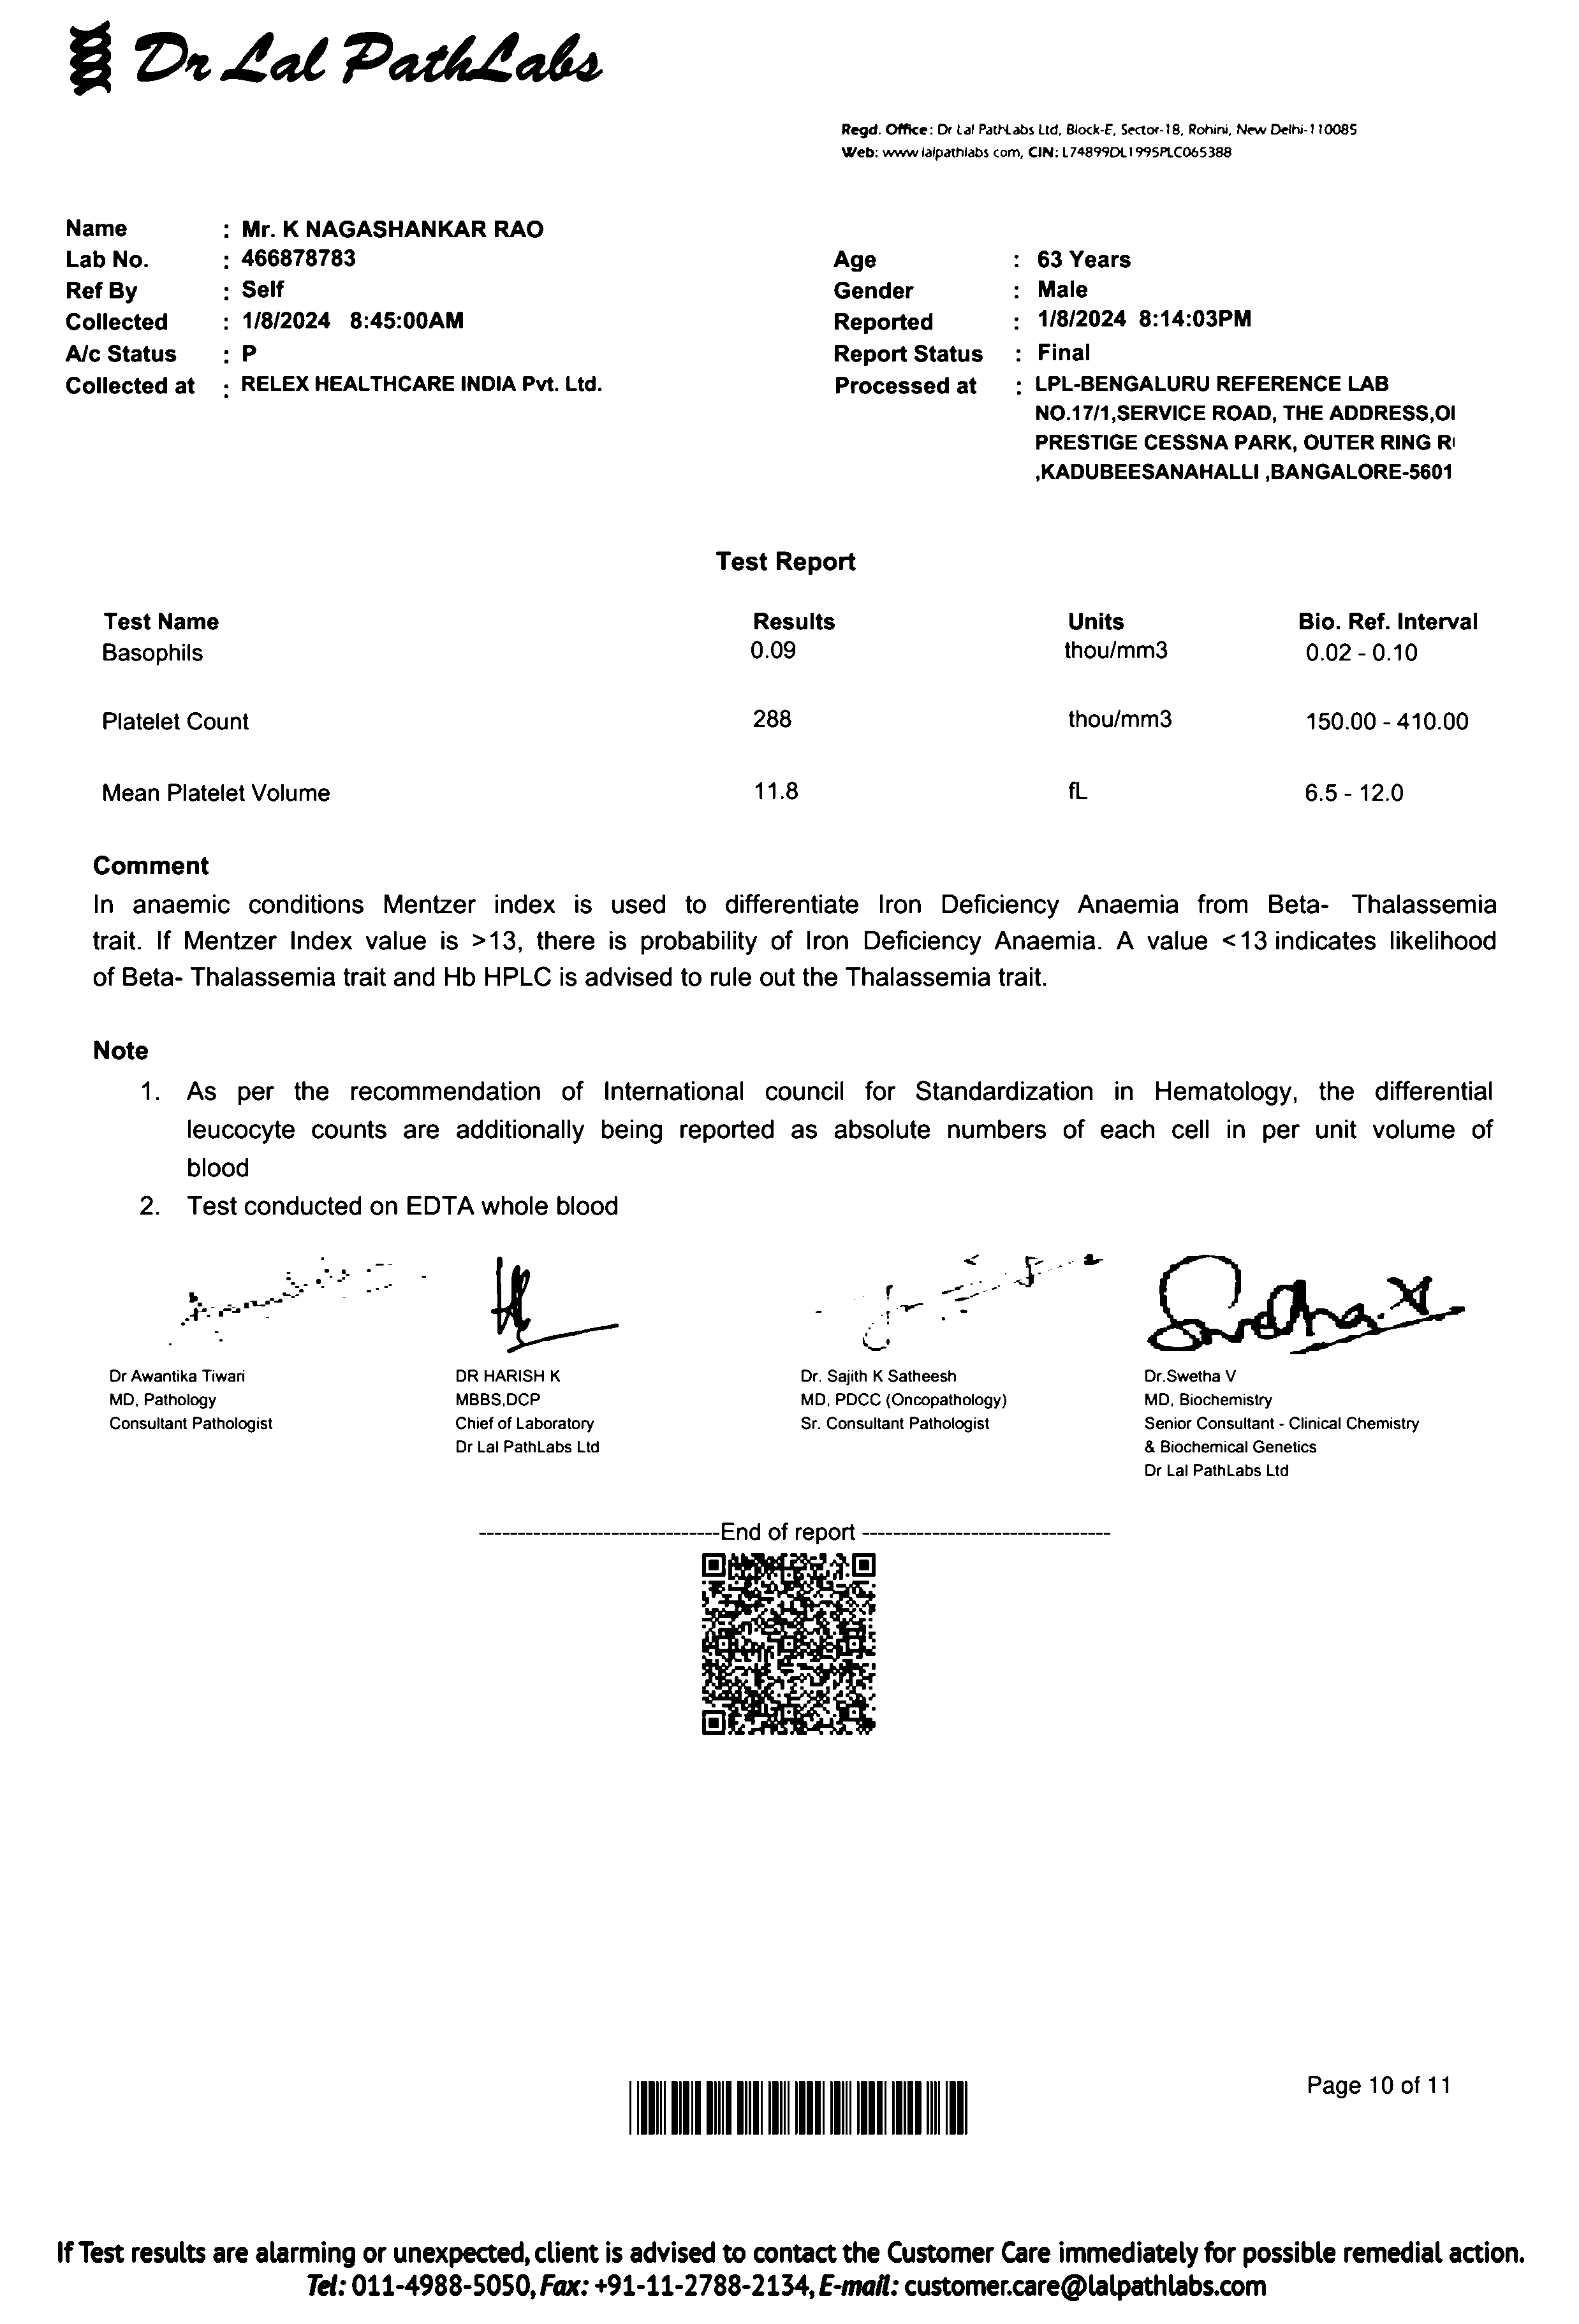 Dr Lal PathLabs
Regd. Office: Dr Lal PathLabs Ltd, Block-E, Sector-18, Rohini, New Delhi-110085
Web: www.lalpathlabs.com, CIN: L74899DL1995PLC065388
Name : Mr. K NAGASHANKAR RAO
Lab No. : 466878783 Age : 63 Years
Ref By : Self Gender : Male
Collected : 1/8/2024 8:45:00AM Reported : 1/8/2024 8:14:03PM
A/c Status : P Report Status : Final
Collected at : RELEX HEALTHCARE INDIA Pvt. Ltd. Processed at : LPL-BENGALURU REFERENCE LAB
NO.17/1,SERVICE ROAD, THE ADDRESS,
PRESTIGE CESSNA PARK, OUTER RING
,KADUBEESANAHALLI ,BANGALORE-5601
Test Report
Test Name Results Units Bio. Ref. Interval
Basophils 0.09 thou/mm3 0.02 - 0.10
Platelet Count 288 thou/mm3 150.00 - 410.00
Mean Platelet Volume 11.8 fL 6.5 - 12.0
Comment
In anaemic conditions Mentzer index is used to differentiate Iron Deficiency Anaemia from Beta- Thalassemia
trait. If Mentzer Index value is >13, there is probability of Iron Deficiency Anaemia. A value <13 indicates likelihood
of Beta- Thalassemia trait and Hb HPLC is advised to rule out the Thalassemia trait.
Note
1. As per the recommendation of International council for Standardization in Hematology, the differential
leucocyte counts are additionally being reported as absolute numbers of each cell in per unit volume of
blood
2. Test conducted on EDTA whole blood
Dr Awantika Tiwari DR HARISH K Dr. Sajith K Satheesh Dr.Swetha V
MD, Pathology MBBS,DCP MD, PDCC (Oncopathology) MD, Biochemistry
Consultant Pathologist Chief of Laboratory Sr. Consultant Pathologist Senior Consultant - Clinical Chemistry
Dr Lal PathLabs Ltd & Biochemical Genetics
Dr Lal PathLabs Ltd
-------------------------------End of report --------------------------------
Page 10 of 11
If Test results are alarming or unexpected, client is advised to contact the Customer Care immediately for possible remedial action.
Tel: 011-4988-5050, Fax: +91-11-2788-2134, E-mail: customer.care@lalpathlabs.com